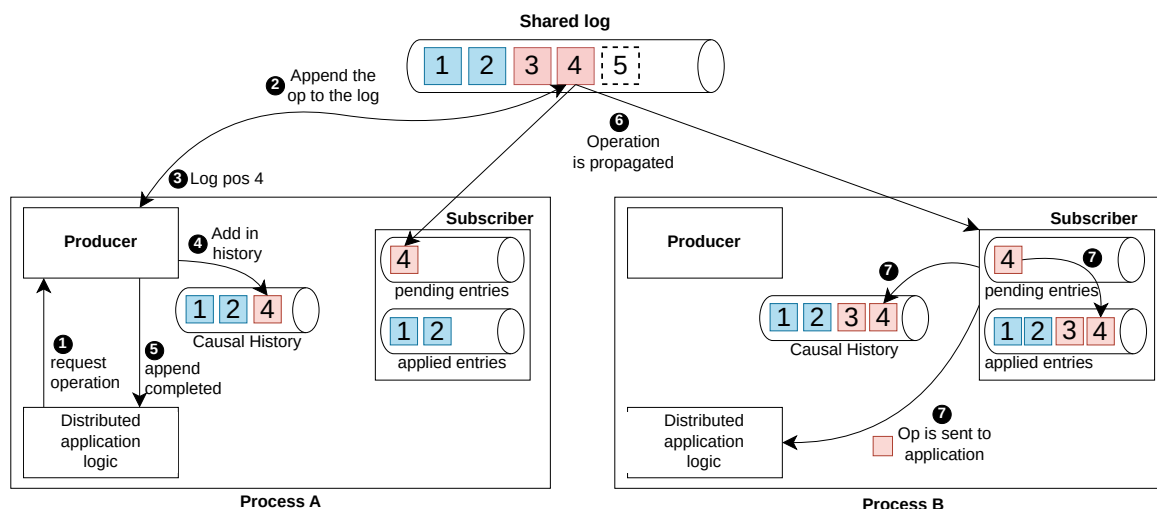 Shared log
1 2 3 4 5
2 Append the
op to the log
6
Operation
is propagated
3 Log pos 4
Producer
4 Add in
history
1 2 4
Causal History
Subscriber
4
pending entries
1 2
applied entries
1
request
operation
5
append
completed
Distributed
application
logic
Process A
Producer
Subscriber
4 7
pending entries
7
1 2 3 4
Causal History
1 2 3 4
applied entries
Distributed
application
logic
7
Op is sent to
application
Process B